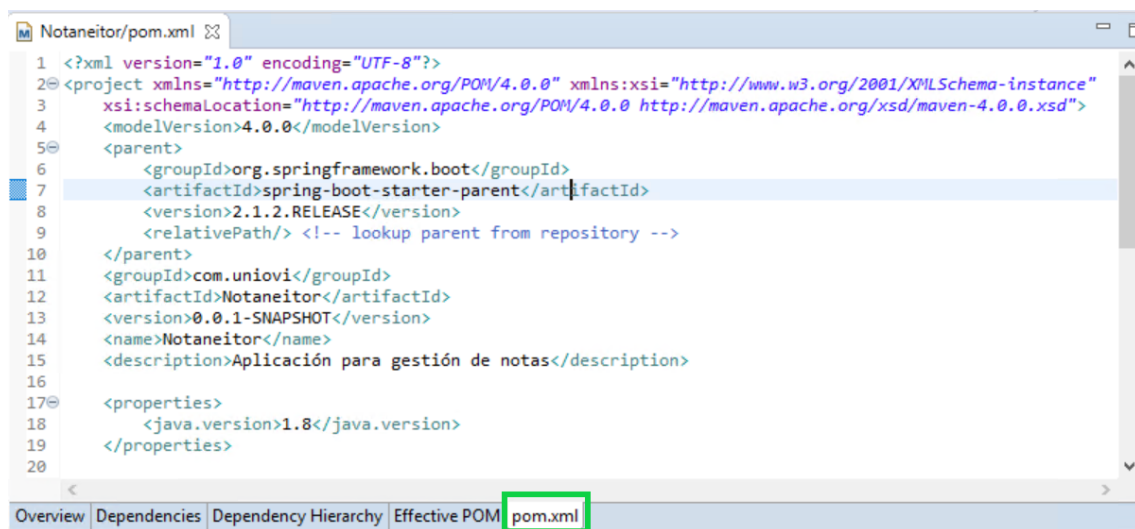 Notaneitor/pom.xml
1 <?xml version="1.0" encoding="UTF-8"?>
2 <project xmlns="http://maven.apache.org/POM/4.0.0" xmlns:xsi="http://www.w3.org/2001/XMLSchema-instance"
3 xsi:schemaLocation="http://maven.apache.org/POM/4.0.0 http://maven.apache.org/xsd/maven-4.0.0.xsd">
4 <modelVersion>4.0.0</modelVersion>
5 <parent>
6 <groupId>org.springframework.boot</groupId>
7 <artifactId>spring-boot-starter-parent</artifactId>
8 <version>2.1.2.RELEASE</version>
9 <relativePath/> <!-- lookup parent from repository -->
10 </parent>
11 <groupId>com.uniovi</groupId>
12 <artifactId>Notaneitor</artifactId>
13 <version>0.0.1-SNAPSHOT</version>
14 <name>Notaneitor</name>
15 <description>Aplicación para gestión de notas</description>
16
17 <properties>
18 <java.version>1.8</java.version>
19 </properties>
20
Overview Dependencies Dependency Hierarchy Effective POM pom.xml